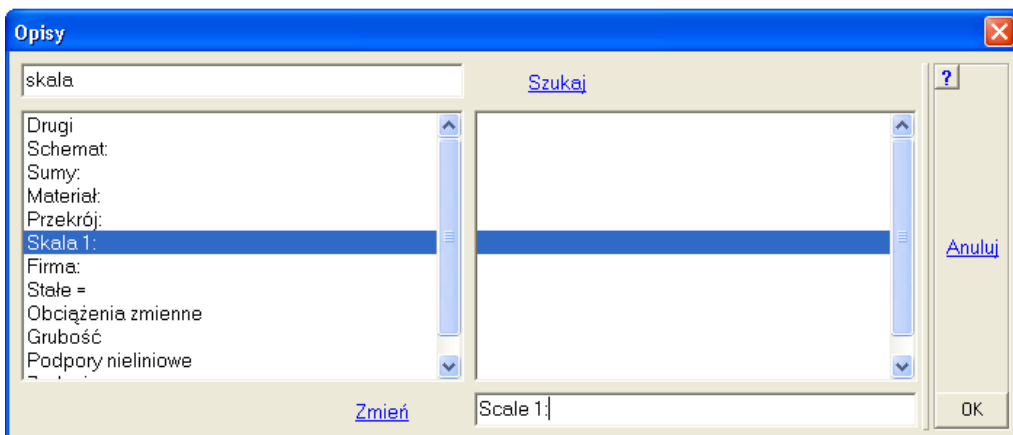 Opisy
skala
Szukaj
?
Drugi
Schemat:
Sumy:
Materiał:
Przekrój:
Skala 1:
Firma:
Stałe =
Obciążenia zmienne
Grubość
Podpory nieliniowe
Anuluj
Zmień
Scale 1:
OK